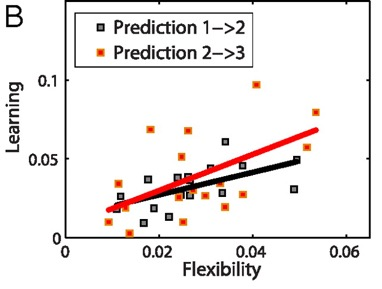 B
Prediction 1->2
Prediction 2->3
Learning
0.1
0.05
0
0
0.02
0.04
0.06
Flexibility